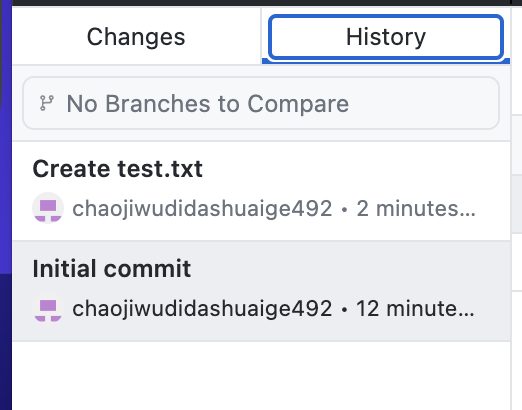 Changes
History
No Branches to Compare
Create test.txt
chaojiwudidashuaige492 • 2 minutes...
Initial commit
chaojiwudidashuaige492 • 12 minute...